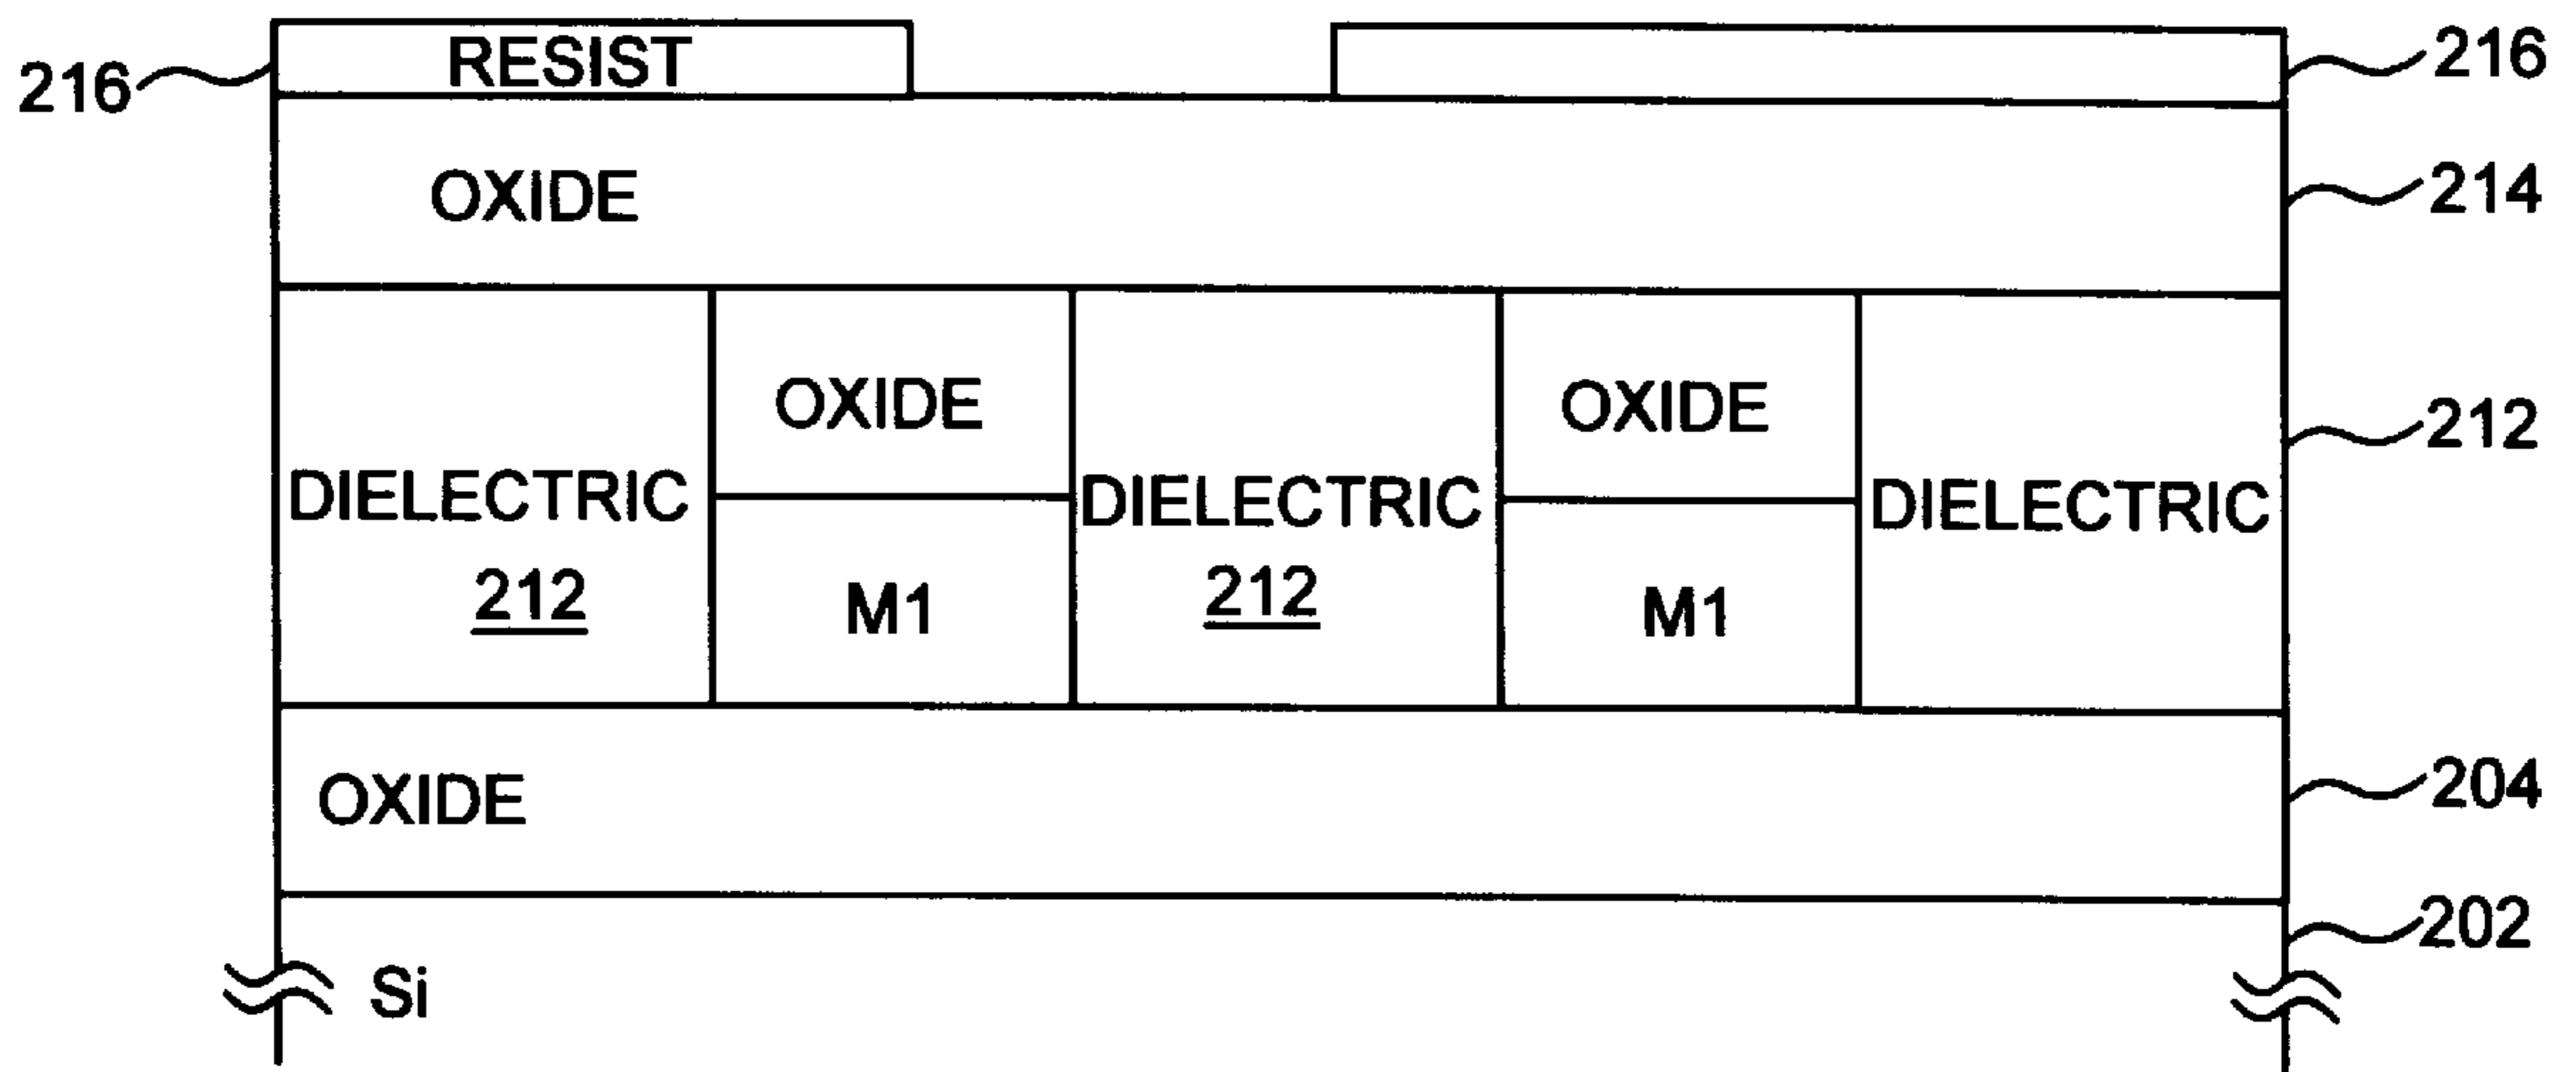 RESIST
216
216
OXIDE
214
OXIDE
OXIDE
212
DIELECTRIC
DIELECTRIC
DIELECTRIC
212
212
M1
M1
OXIDE
204
202
Si